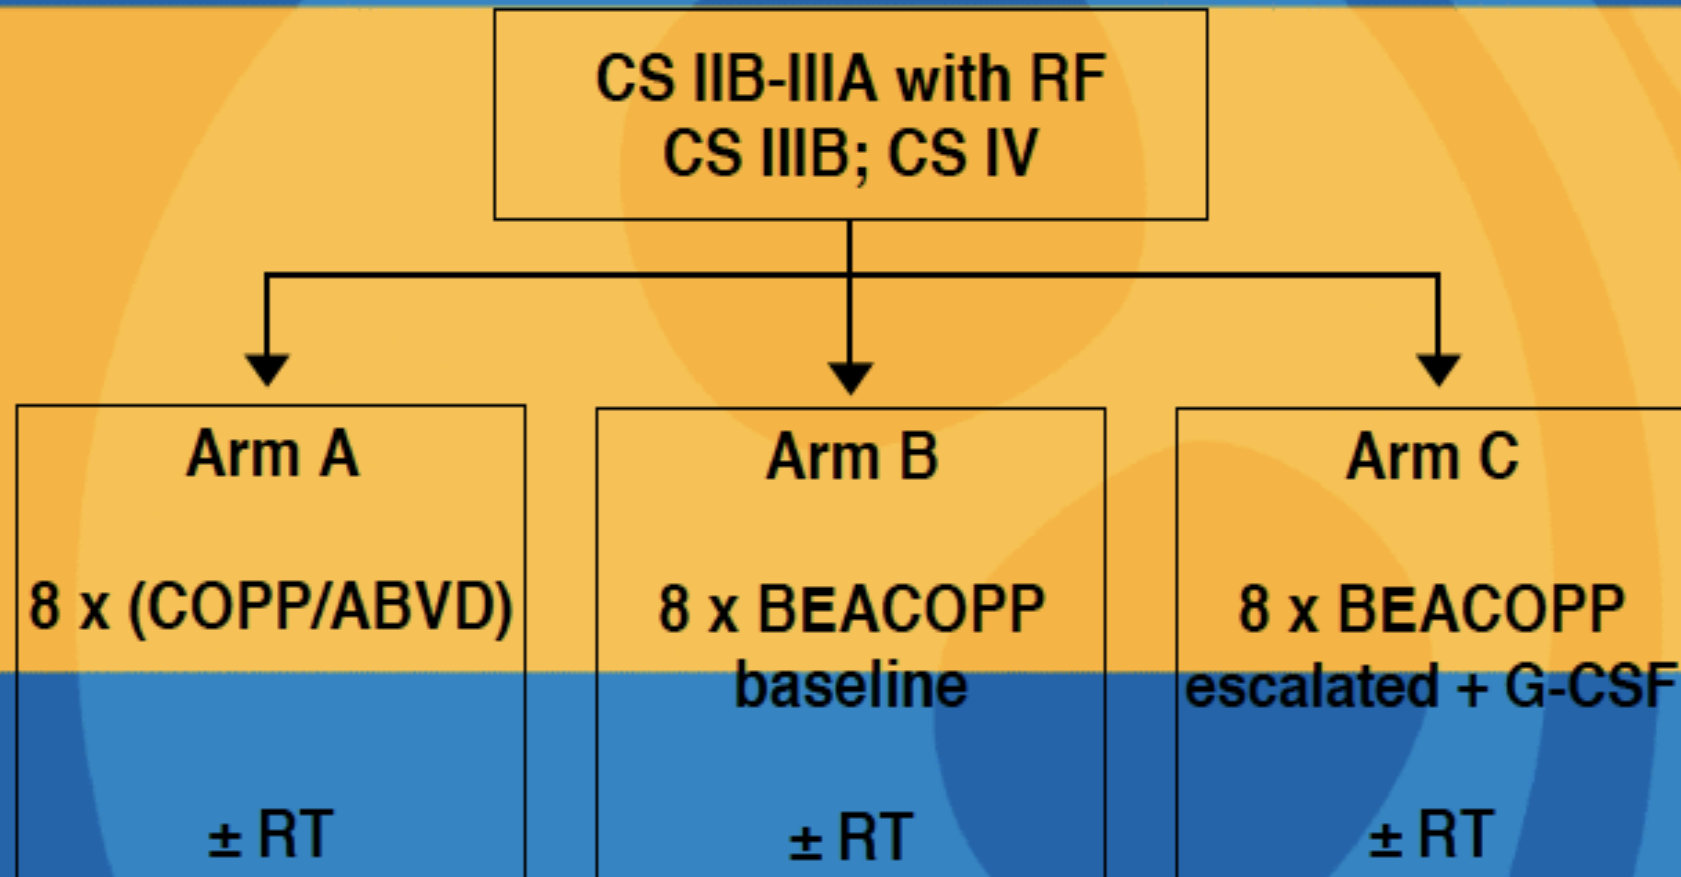 CS IIB-IIIA with RF
CS IIIB; CS IV
Arm A
8 x (COPP/ABVD)
± RT
Arm B
8 x BEACOPP
baseline
± RT
Arm C
8 x BEACOPP
escalated + G-CSF
± RT